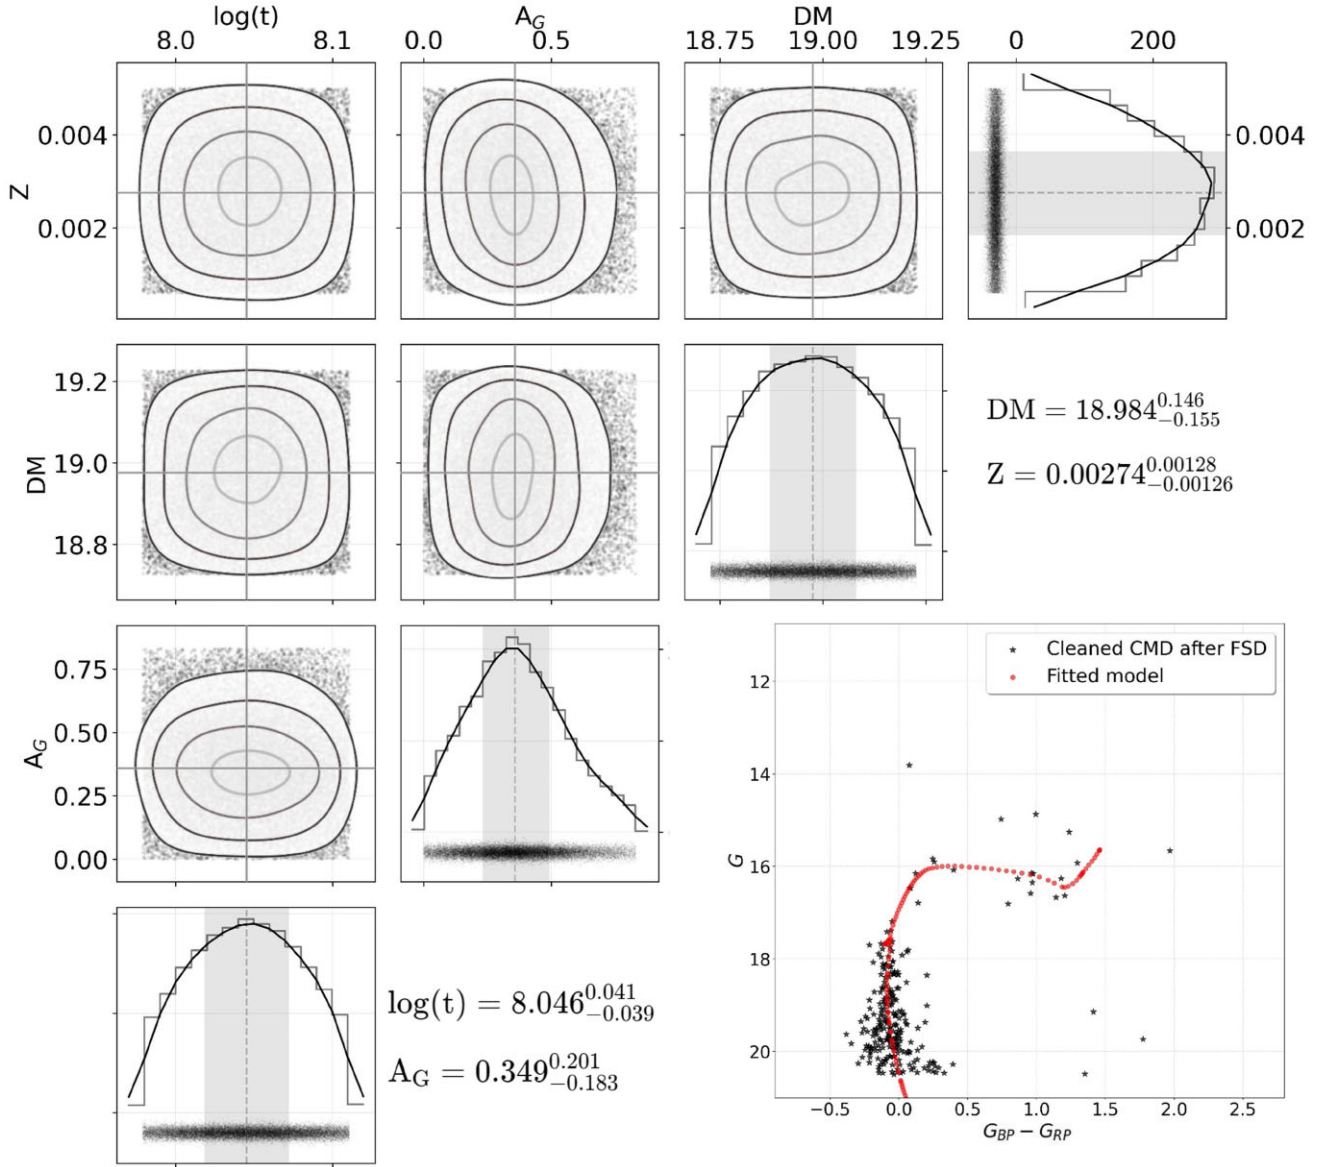 log(t)
A_G
DM
8.0 8.1
0.0 0.5
18.75 19.00 19.25
0 200
Z
0.004
0.002
0.004
0.002
DM
19.2
19.0
18.8
DM = 18.984^{0.146}_{-0.155}
Z = 0.00274^{0.00128}_{-0.00126}
A_G
0.75
0.50
0.25
0.00
log(t) = 8.046^{0.041}_{-0.039}
A_G = 0.349^{0.201}_{-0.183}
Cleaned CMD after FSD
Fitted model
G
12
14
16
18
20
−0.5 0.0 0.5 1.0 1.5 2.0 2.5
G_{BP} − G_{RP}